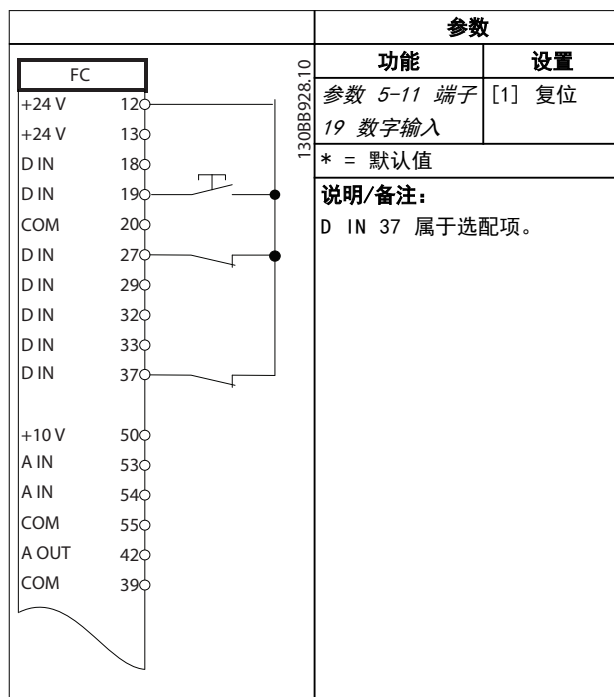 参数
功能 设置
参数 5-11 端子 [1] 复位
19 数字输入
* = 默认值
说明/备注:
D IN 37 属于选配项。
130BB928.10
FC
+24 V 12
+24 V 13
D IN 18
D IN 19
COM 20
D IN 27
D IN 29
D IN 32
D IN 33
D IN 37
+10 V 50
A IN 53
A IN 54
COM 55
A OUT 42
COM 39